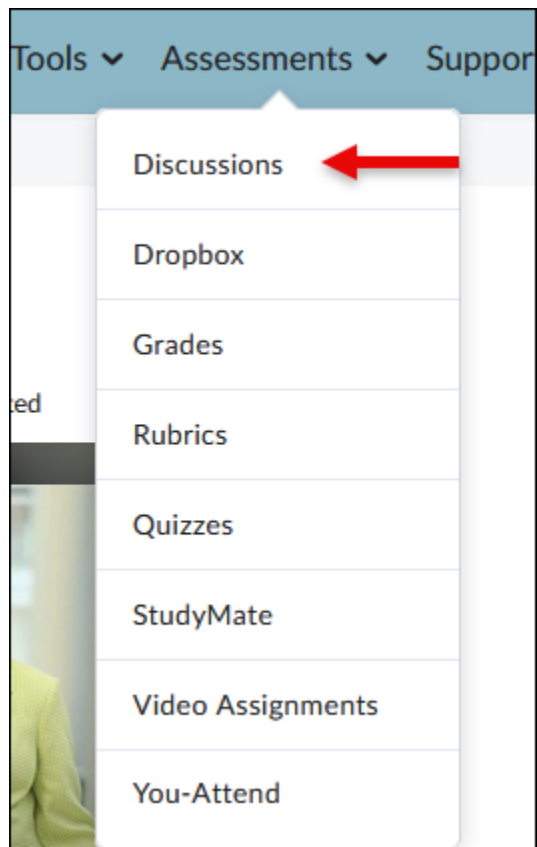 Tools Assessments Suppor
Discussions
Dropbox
Grades
ted
Rubrics
Quizzes
StudyMate
Video Assignments
You-Attend